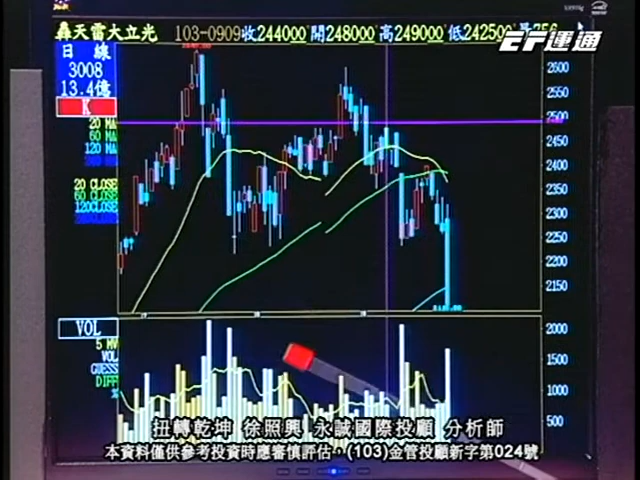 轟天雷大立光 103-0909收244000 開248000 高249000 低242500 量756
EF運通
日 線
3008
13.4億
K
20 MA
60 MA
120 MA
20 CLOSE
60 CLOSE
120CLOSE
2600
2550
2500
2450
2400
2350
2300
2250
2200
2150
VOL
5 MV
VOL
GUESS
DIFF
%
2000
1500
1000
500
扭轉乾坤 徐照興 永誠國際投顧 分析師
本資料僅供參考投資時應審慎評估,(103)金管投顧新字第024號